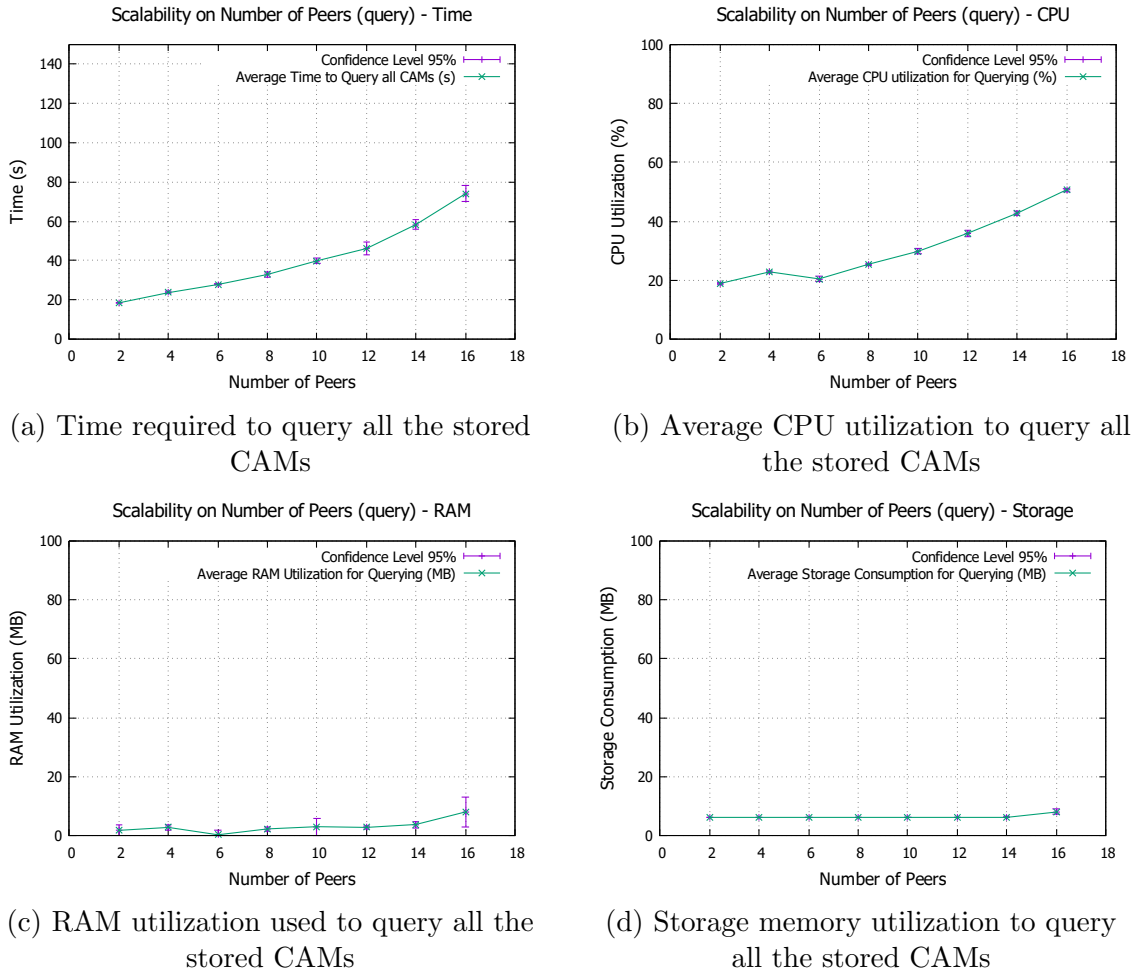 Scalability on Number of Peers (query) - Time
140
120
100
80
60
40
20
0
Time (s)
Confidence Level 95%
Average Time to Query all CAMs (s)
0 2 4 6 8 10 12 14 16 18
Number of Peers
(a) Time required to query all the stored
CAMs
Scalability on Number of Peers (query) - CPU
100
80
60
40
20
0
CPU Utilization (%)
Confidence Level 95%
Average CPU utilization for Querying (%)
0 2 4 6 8 10 12 14 16 18
Number of Peers
(b) Average CPU utilization to query all
the stored CAMs
Scalability on Number of Peers (query) - RAM
100
80
60
40
20
0
RAM Utilization (MB)
Confidence Level 95%
Average RAM Utilization for Querying (MB)
0 2 4 6 8 10 12 14 16 18
Number of Peers
(c) RAM utilization used to query all the
stored CAMs
Scalability on Number of Peers (query) - Storage
100
80
60
40
20
0
Storage Consumption (MB)
Confidence Level 95%
Average Storage Consumption for Querying (MB)
0 2 4 6 8 10 12 14 16 18
Number of Peers
(d) Storage memory utilization to query
all the stored CAMs